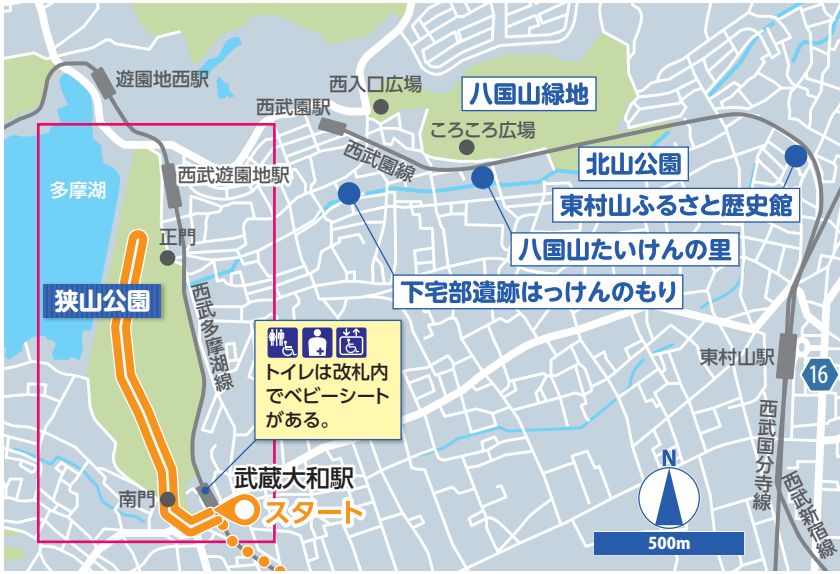 遊園地西駅
西入口広場
八国山緑地
西武園駅
ころころ広場
西武園線
北山公園
西武遊園地駅
多摩湖
東村山ふるさと歴史館
正門
八国山たいけんの里
狭山公園
下宅部遺跡はっけんのもり
西武多摩湖線
トイレは改札内
でベビーシート
がある。
東村山駅
16
西武国分寺線
武蔵大和駅
南門
スタート
N
西武新宿線
500m